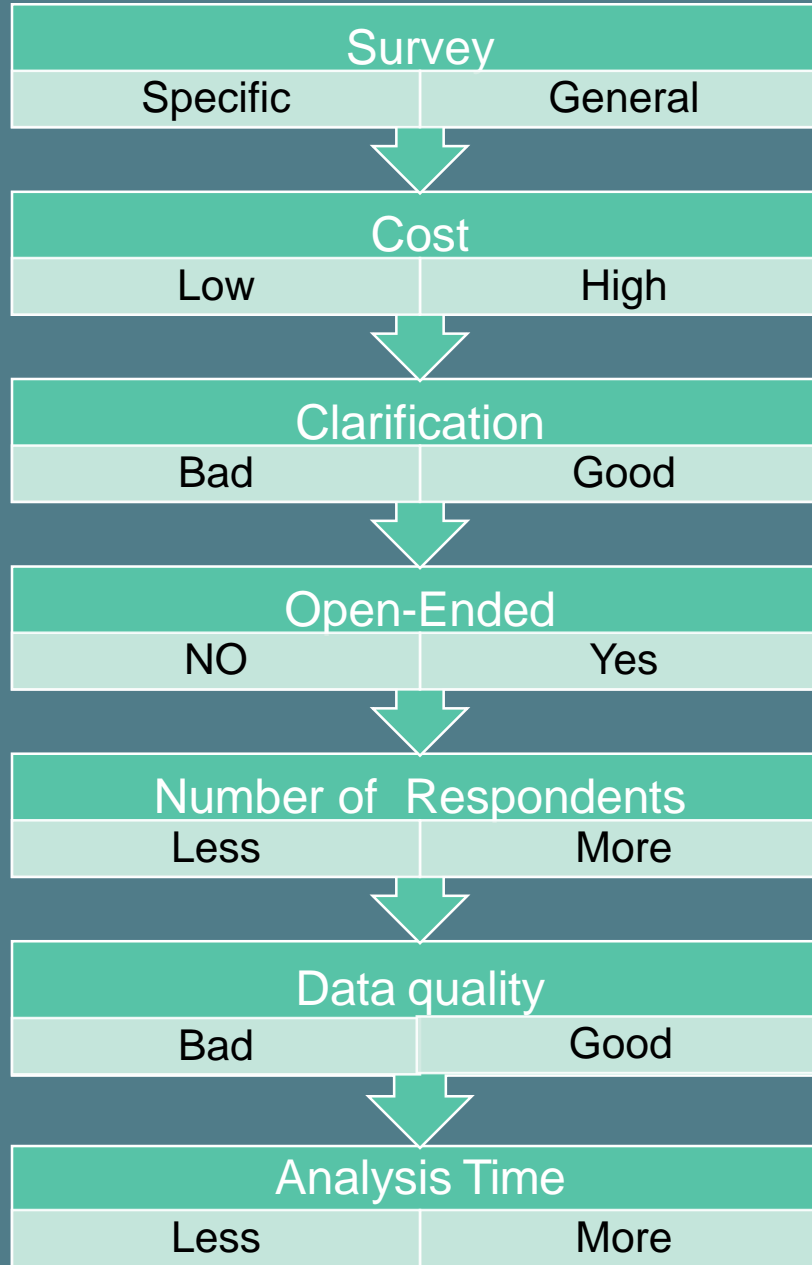 Survey
Specific General
Cost
Low High
Clarification
Bad Good
Open-Ended
NO Yes
Number of Respondents
Less More
Data quality
Bad Good
Analysis Time
Less More